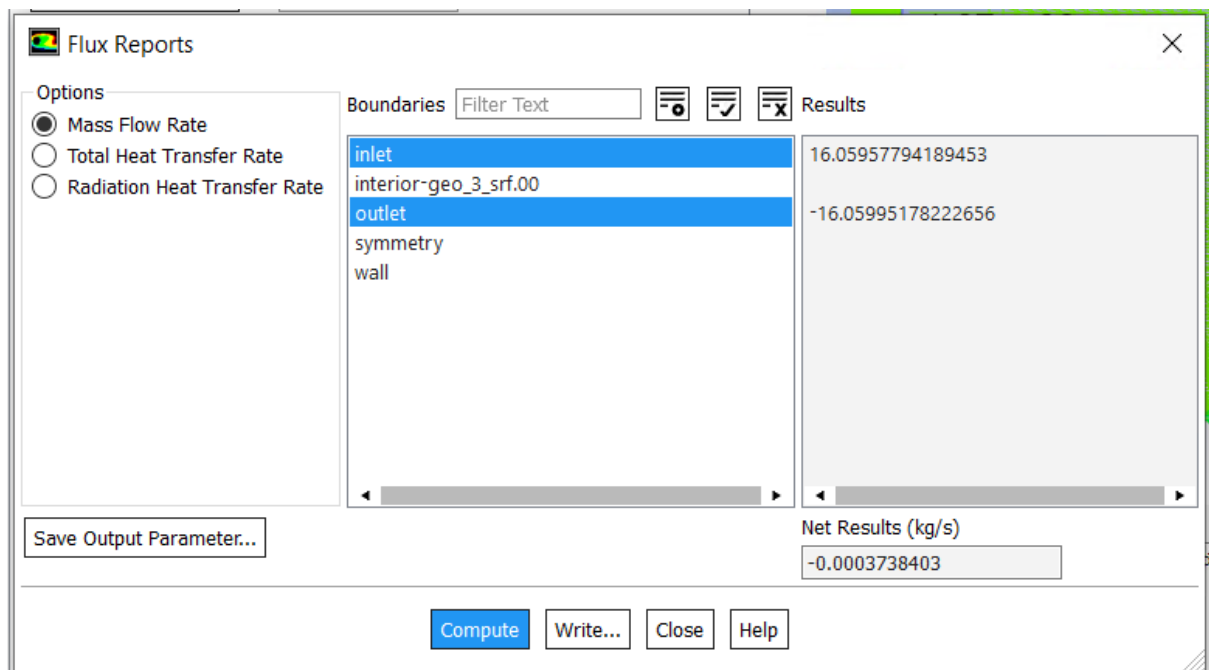 Flux Reports
Options
Mass Flow Rate
Total Heat Transfer Rate
Radiation Heat Transfer Rate
Boundaries Filter Text
Results
inlet
interior-geo_3_srf.00
outlet
symmetry
wall
16.05957794189453
-16.05995178222656
Save Output Parameter...
Net Results (kg/s)
-0.0003738403
Compute Write... Close Help